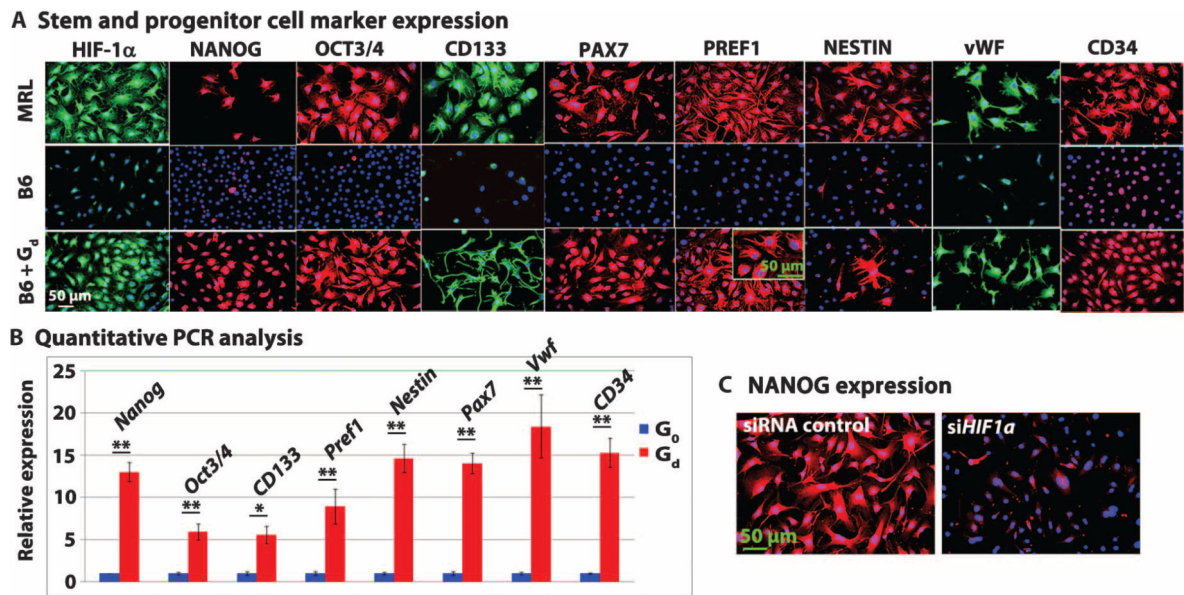 A Stem and progenitor cell marker expression
HIF-1α NANOG OCT3/4 CD133 PAX7 PREF1 NESTIN vWF CD34
MRL
B6
B6 + Gd
50 μm
50 μm
B Quantitative PCR analysis
Relative expression
25
20
15
10
5
0
Nanog
**
Oct3/4
**
CD133
*
Pref1
**
Nestin
**
Pax7
**
Vwf
**
CD34
**
G0
Gd
C NANOG expression
siRNA control
siHIF1a
50 μm